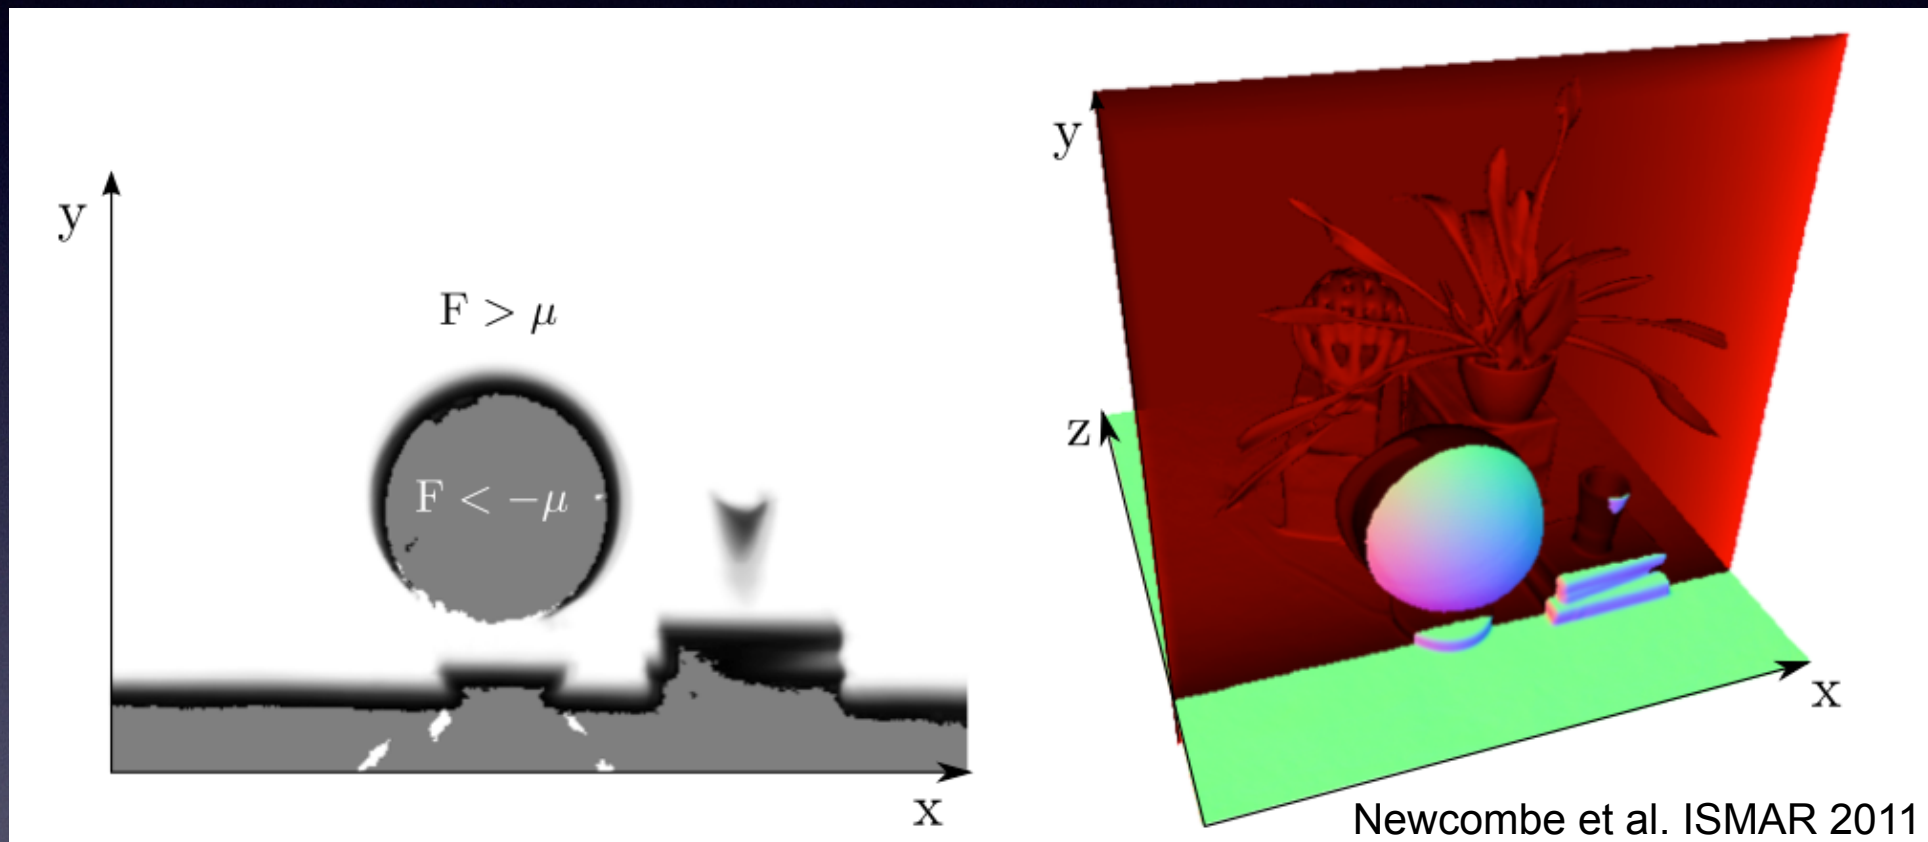 y
F > μ
F < −μ
x
y
z
x
Newcombe et al. ISMAR 2011